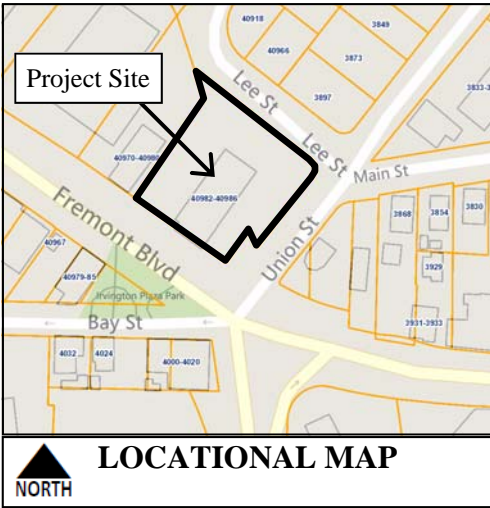 40918
3849
40966
3873
Project Site
Lee St
3897
3833-3
Lee St
Main St
40970-40980
40982-40986
Fremont Blvd
Union St
3868
3854
3830
40967
3929
40979-85
Irvington Plaza Park
Bay St
3931-3933
4032
4024
4000-4020
LOCATIONAL MAP
NORTH